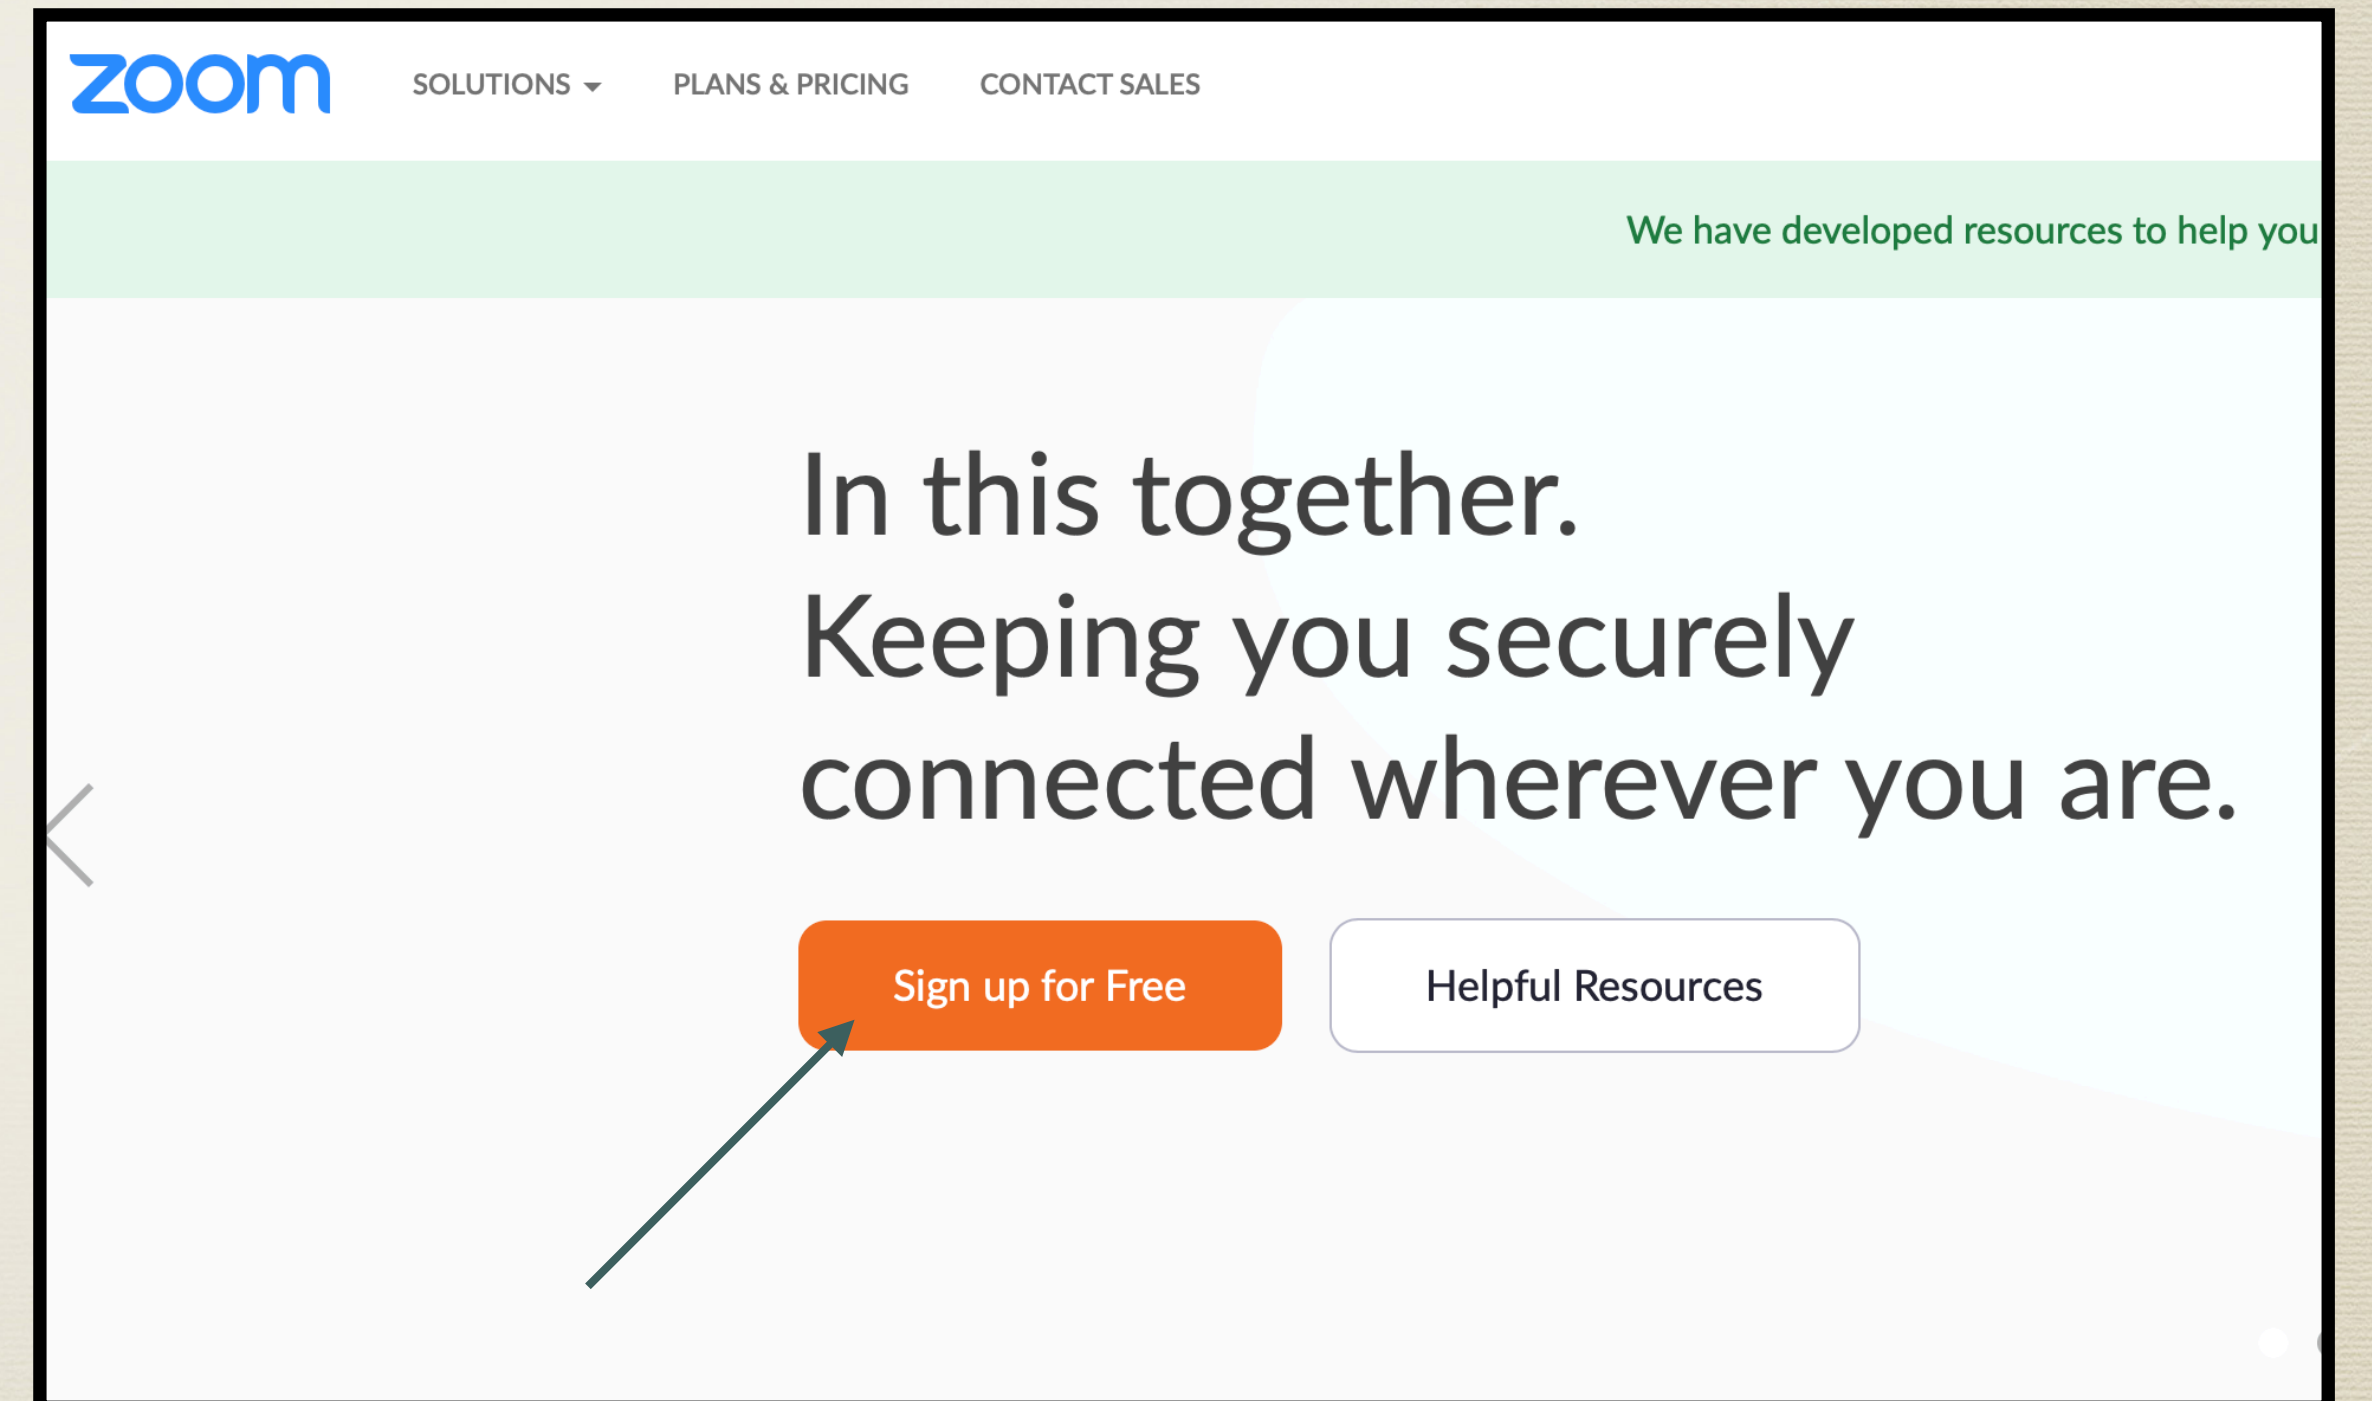 zoom SOLUTIONS PLANS & PRICING CONTACT SALES
We have developed resources to help you
In this together.
Keeping you securely
connected wherever you are.
Sign up for Free Helpful Resources